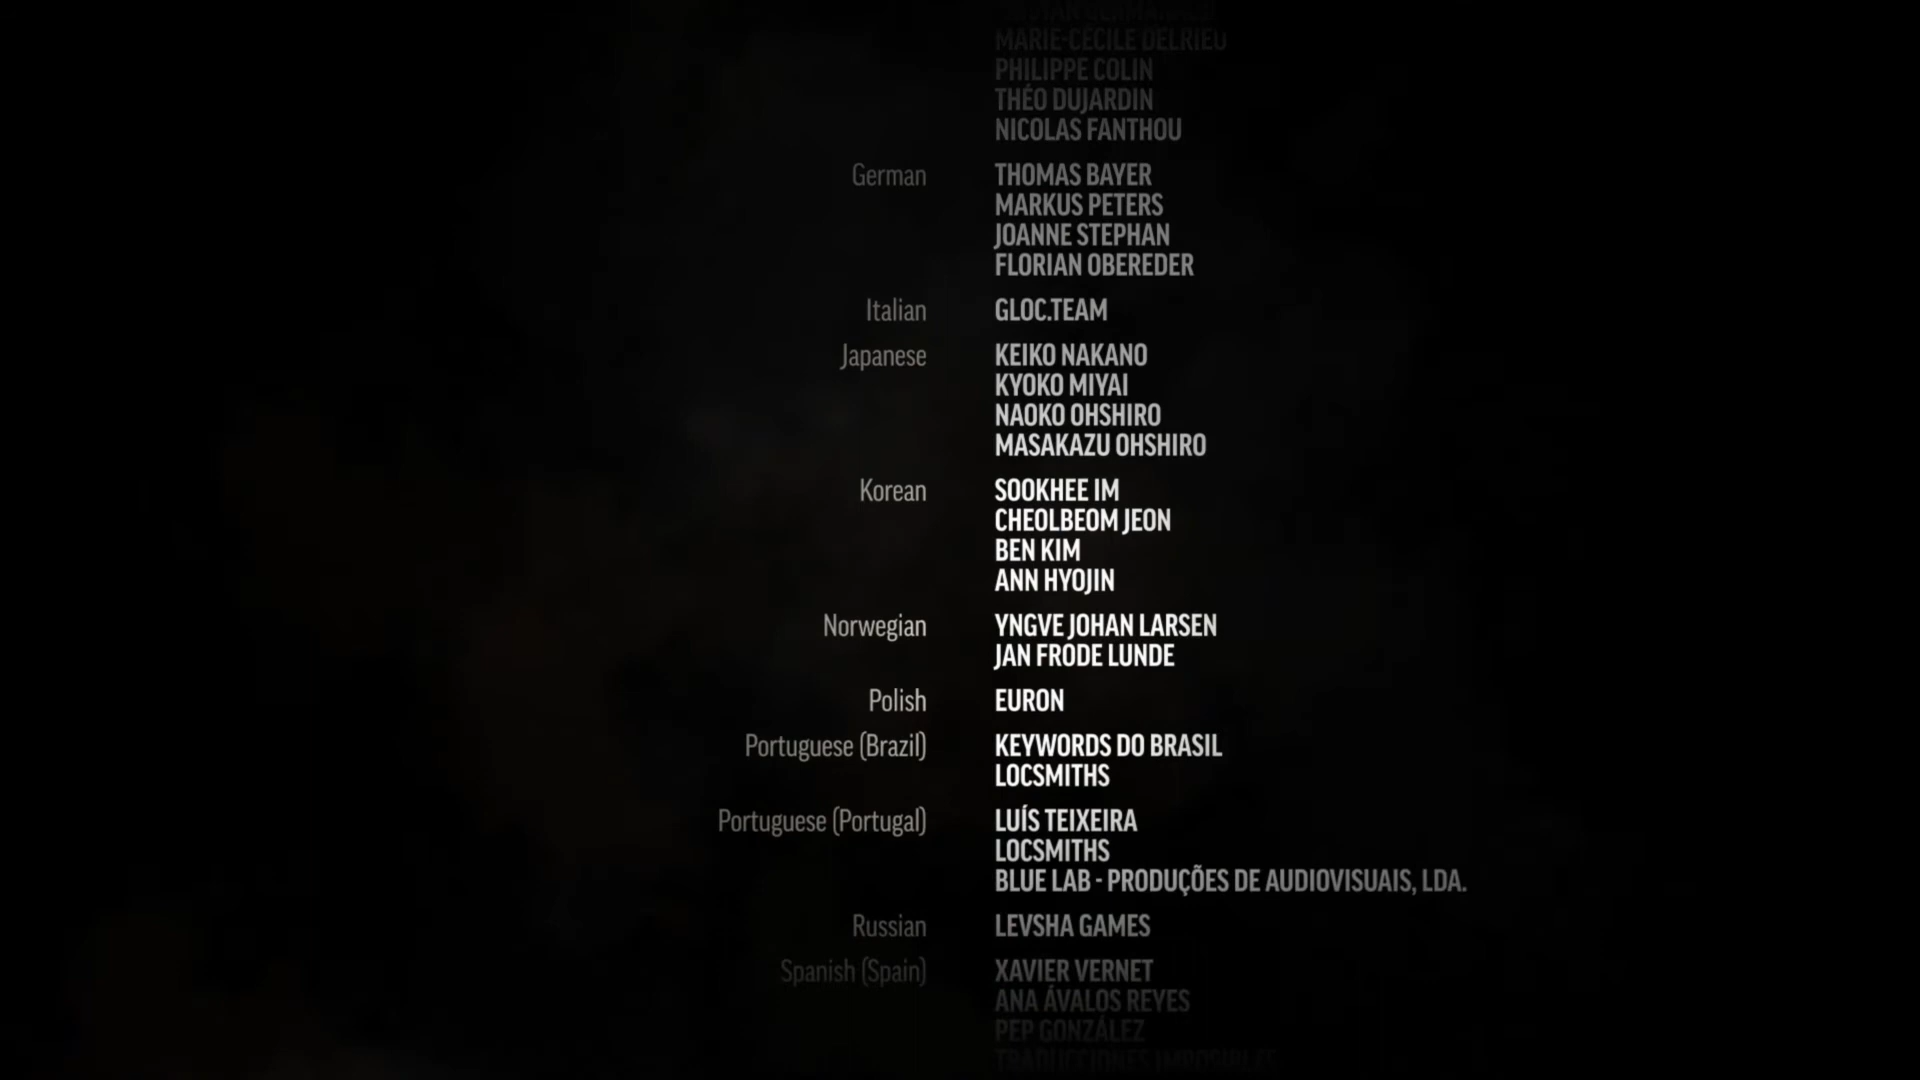 MARIE-CÉCILE DELRIEU
PHILIPPE COLIN
THÉO DUJARDIN
NICOLAS FANTHOU
German THOMAS BAYER
MARKUS PETERS
JOANNE STEPHAN
FLORIAN OBEREDER
Italian GLOC.TEAM
Japanese KEIKO NAKANO
KYOKO MIYAI
NAOKO OHSHIRO
MASAKAZU OHSHIRO
Korean SOOKHEE IM
CHEOLBEOM JEON
BEN KIM
ANN HYOJIN
Norwegian YNGVE JOHAN LARSEN
JAN FRODE LUNDE
Polish EURON
Portuguese (Brazil) KEYWORDS DO BRASIL
LOCSMITHS
Portuguese (Portugal) LUÍS TEIXEIRA
LOCSMITHS
BLUE LAB - PRODUÇÕES DE AUDIOVISUAIS, LDA.
Russian LEVSHA GAMES
Spanish (Spain) XAVIER VERNET
ANA ÁVALOS REYES
PEP GONZÁLEZ
TRADUCCIONES IMPOSIBLES